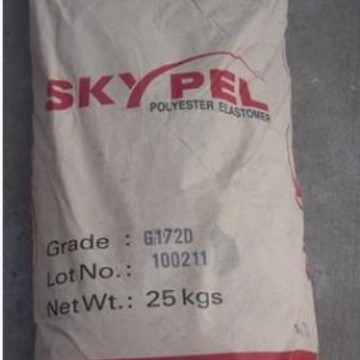 SKYPEL
POLYESTER ELASTOMER
Grade : G172D
Lot No.: 100211
Net Wt.: 25 kgs